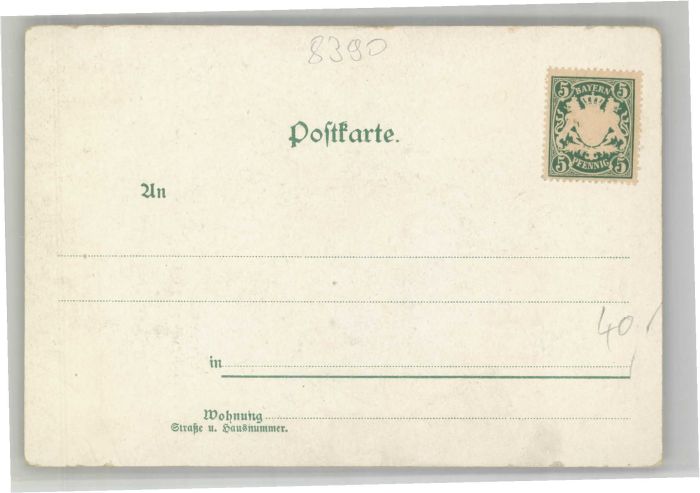 8390
5 BAYERN 5
5 PFENNIG 5
Postkarte.
An
40
in
Wohnung
Straße u. Hausnummer.